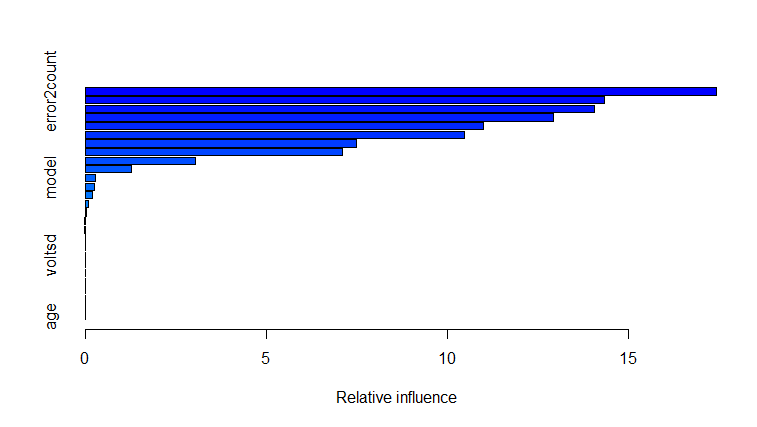 error2count
model
voltsd
age
0 5 10 15
Relative influence